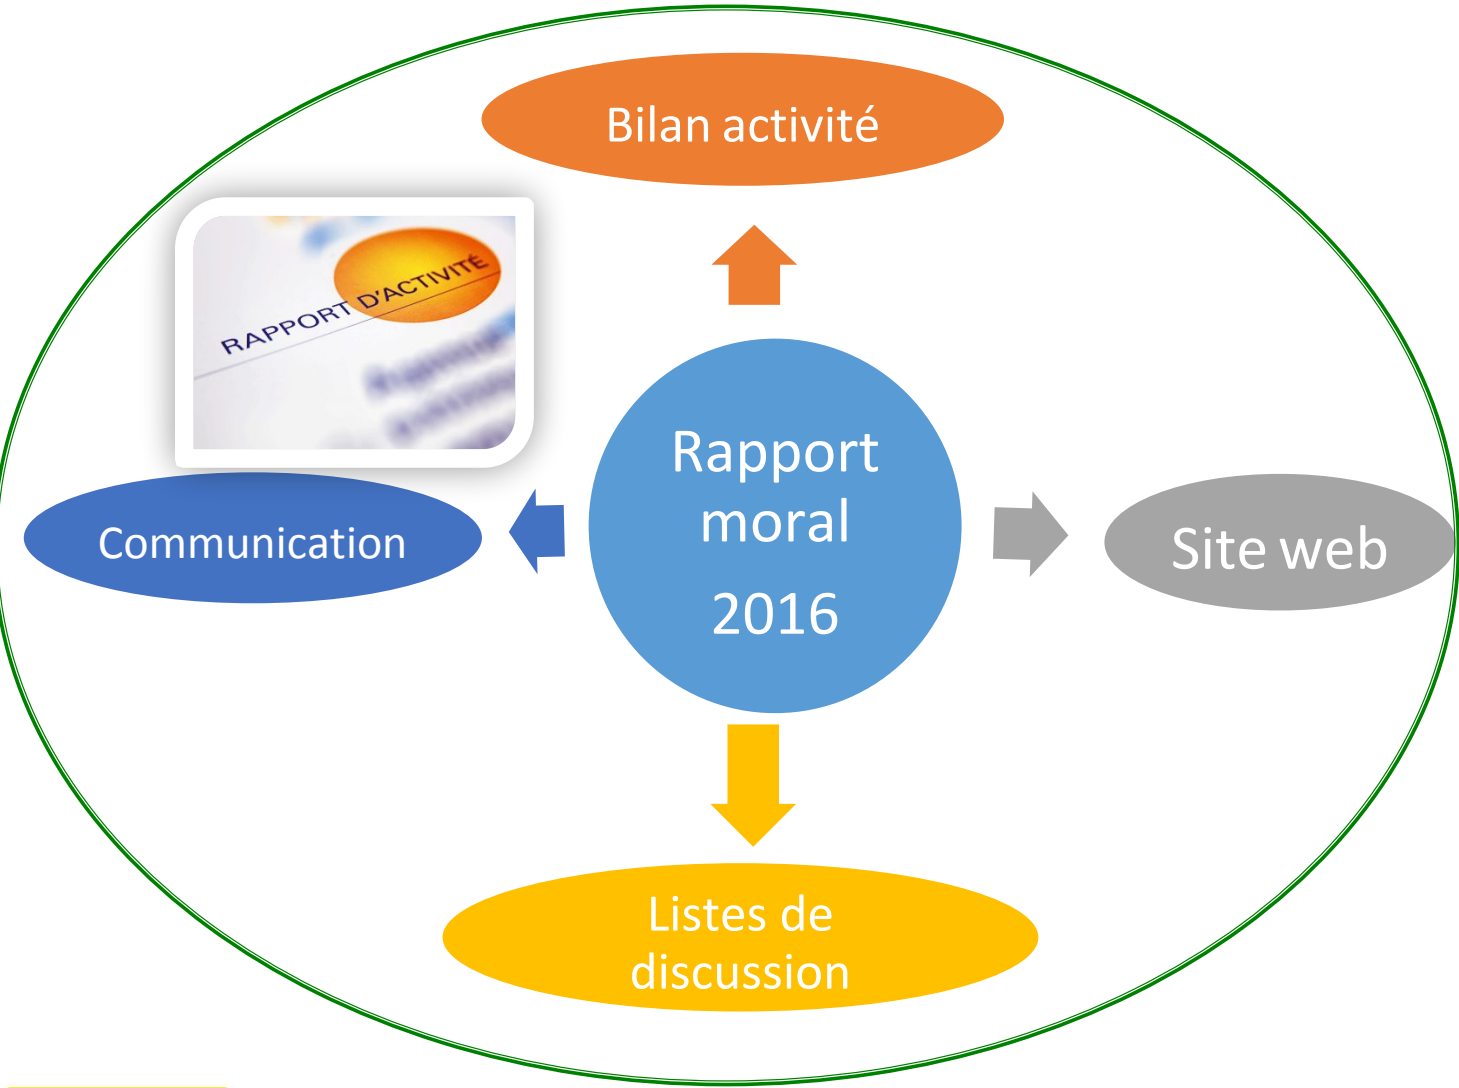 Bilan activité
RAPPORT D'ACTIVITÉ
Rapport
moral
2016
Communication
Site web
Listes de
discussion